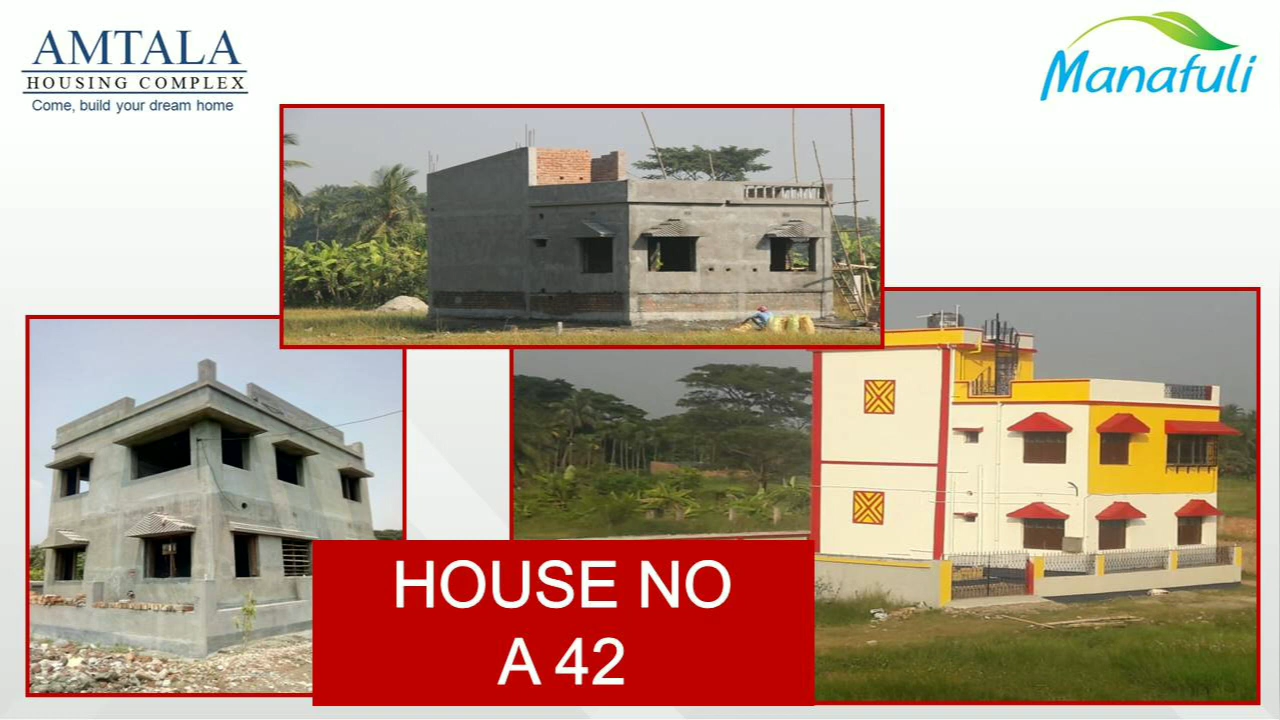 AMTALA
HOUSING COMPLEX
Come, build your dream home
Manafuli
HOUSE NO
A 42